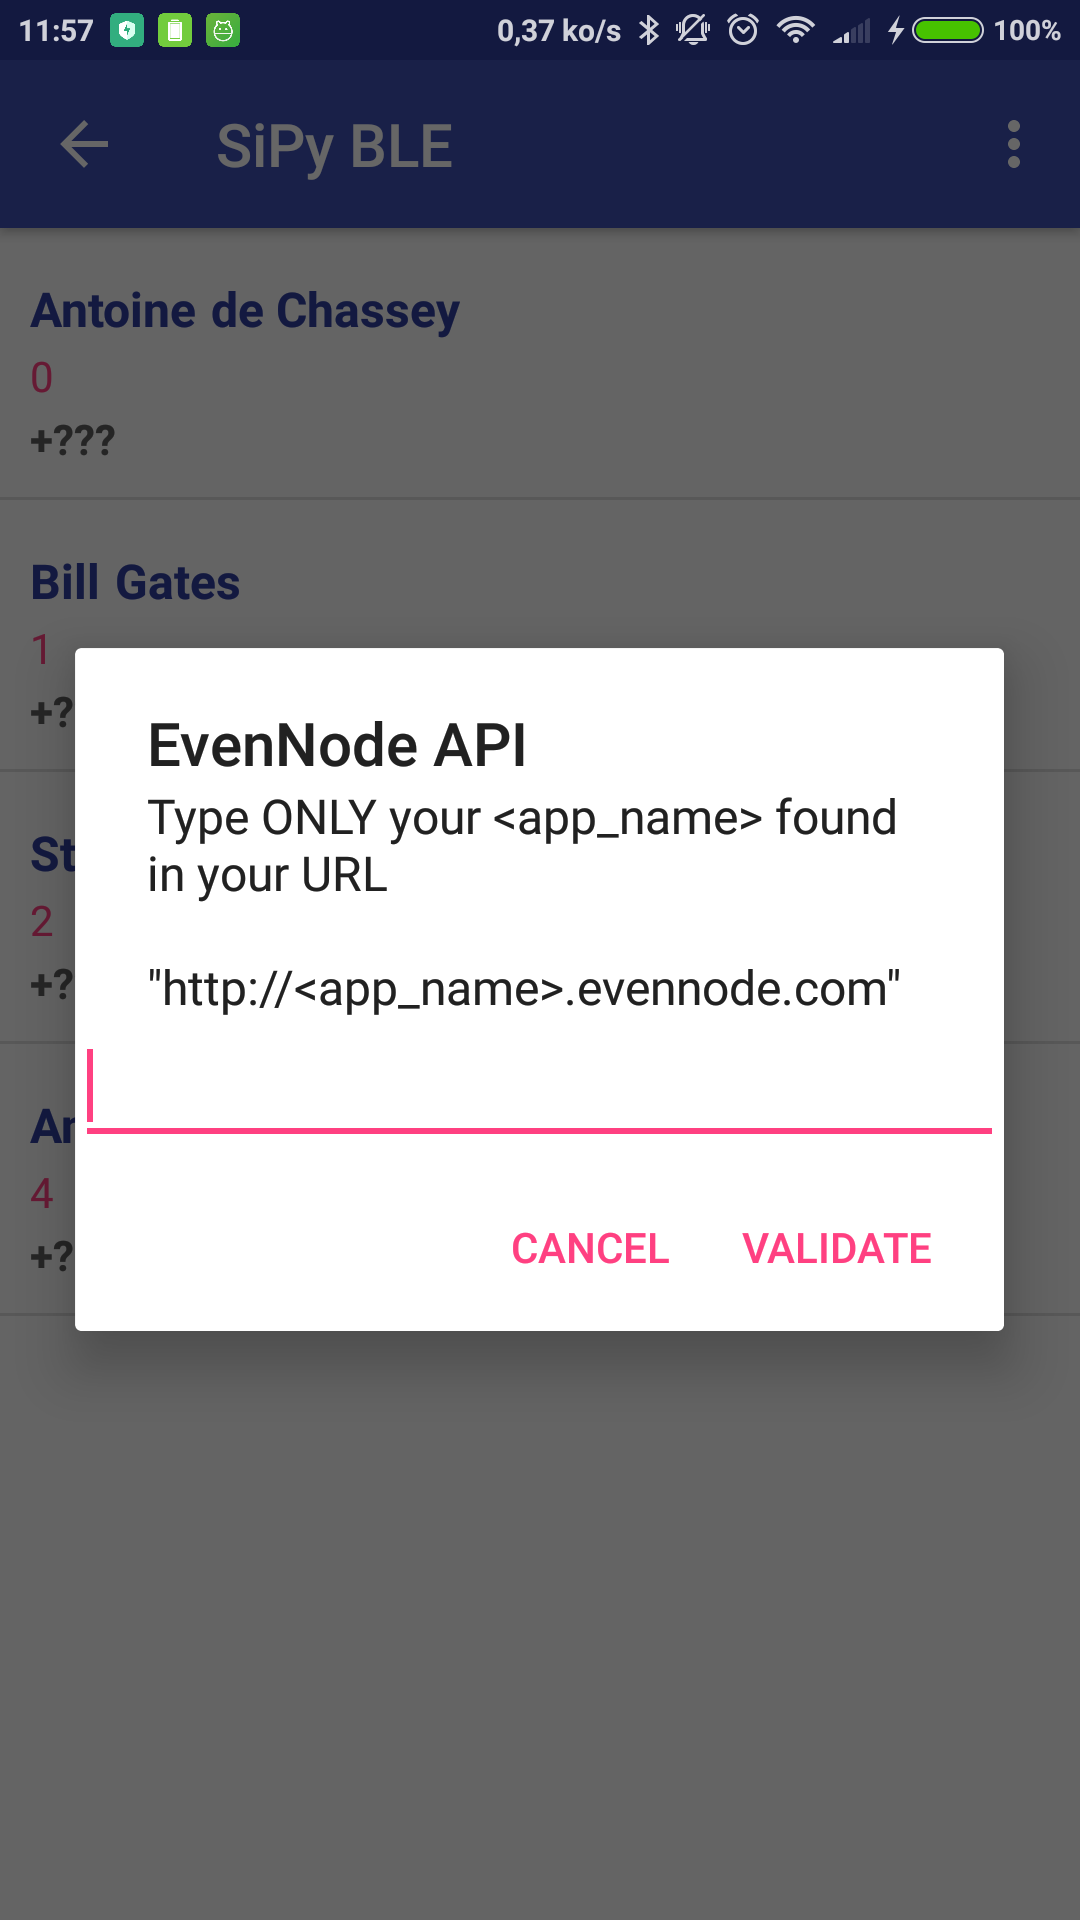 11:57 0,37 ko/s 100%
SiPy BLE
Antoine de Chassey
0
+???
Bill Gates
1
+?
EvenNode API
Type ONLY your <app_name> found
in your URL
"http://<app_name>.evennode.com"
St
2
+?
An
4
+?
CANCEL VALIDATE